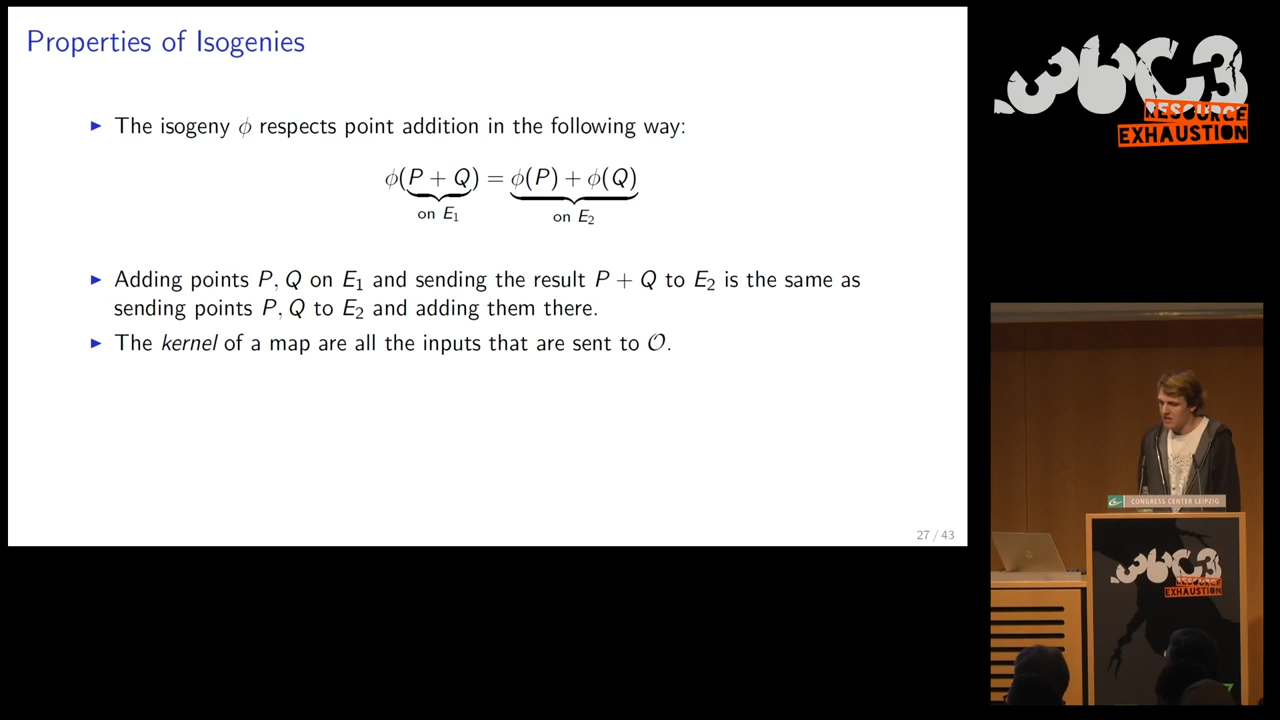 Properties of Isogenies
▶ The isogeny ϕ respects point addition in the following way:
ϕ(P + Q) = ϕ(P) + ϕ(Q)
on E₁ on E₂
▶ Adding points P, Q on E₁ and sending the result P + Q to E₂ is the same as
sending points P, Q to E₂ and adding them there.
▶ The kernel of a map are all the inputs that are sent to 𝒪.
27 / 43
36C3
RESOURCE
EXHAUSTION
CONGRESS CENTER LEIPZIG
36C3
RESOURCE
EXHAUSTION